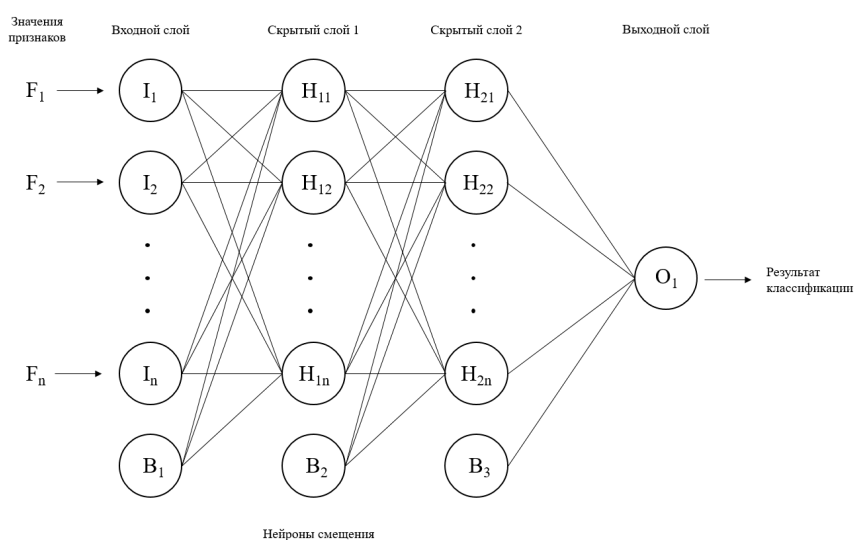 Значения
признаков
Входной слой
Скрытый слой 1
Скрытый слой 2
Выходной слой
F₁
I₁
H₁₁
H₂₁
F₂
I₂
H₁₂
H₂₂
O₁
Результат
классификации
Fₙ
Iₙ
H₁ₙ
H₂ₙ
B₁
B₂
B₃
Нейроны смещения